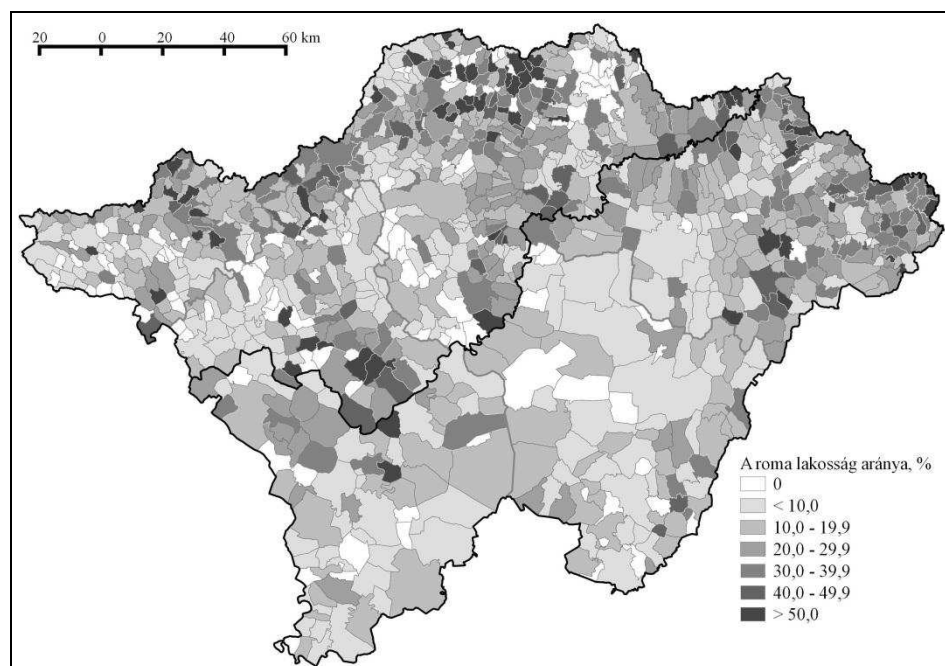 20 0 20 40 60 km
A roma lakosság aránya, %
0
< 10,0
10,0 - 19,9
20,0 - 29,9
30,0 - 39,9
40,0 - 49,9
> 50,0